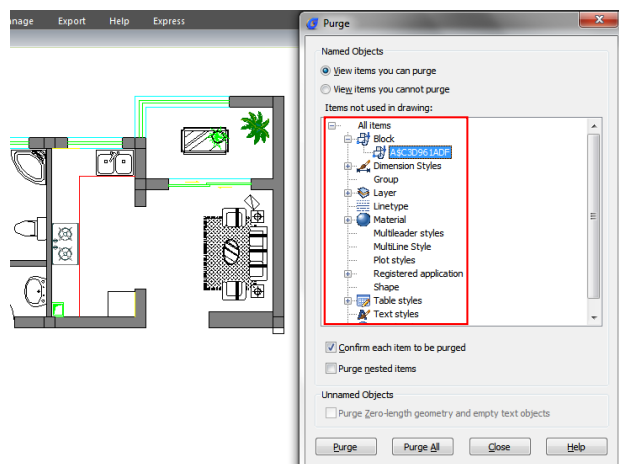 nage Export Help Express
Purge
Named Objects
View items you can purge
View items you cannot purge
Items not used in drawing:
All items
Block
A$C3D961ADF
Dimension Styles
Group
Layer
Linetype
Material
Multileader styles
MultiLine Style
Plot styles
Registered application
Shape
Table styles
Text styles
Confirm each item to be purged
Purge nested items
Unnamed Objects
Purge Zero-length geometry and empty text objects
Purge Purge All Close Help